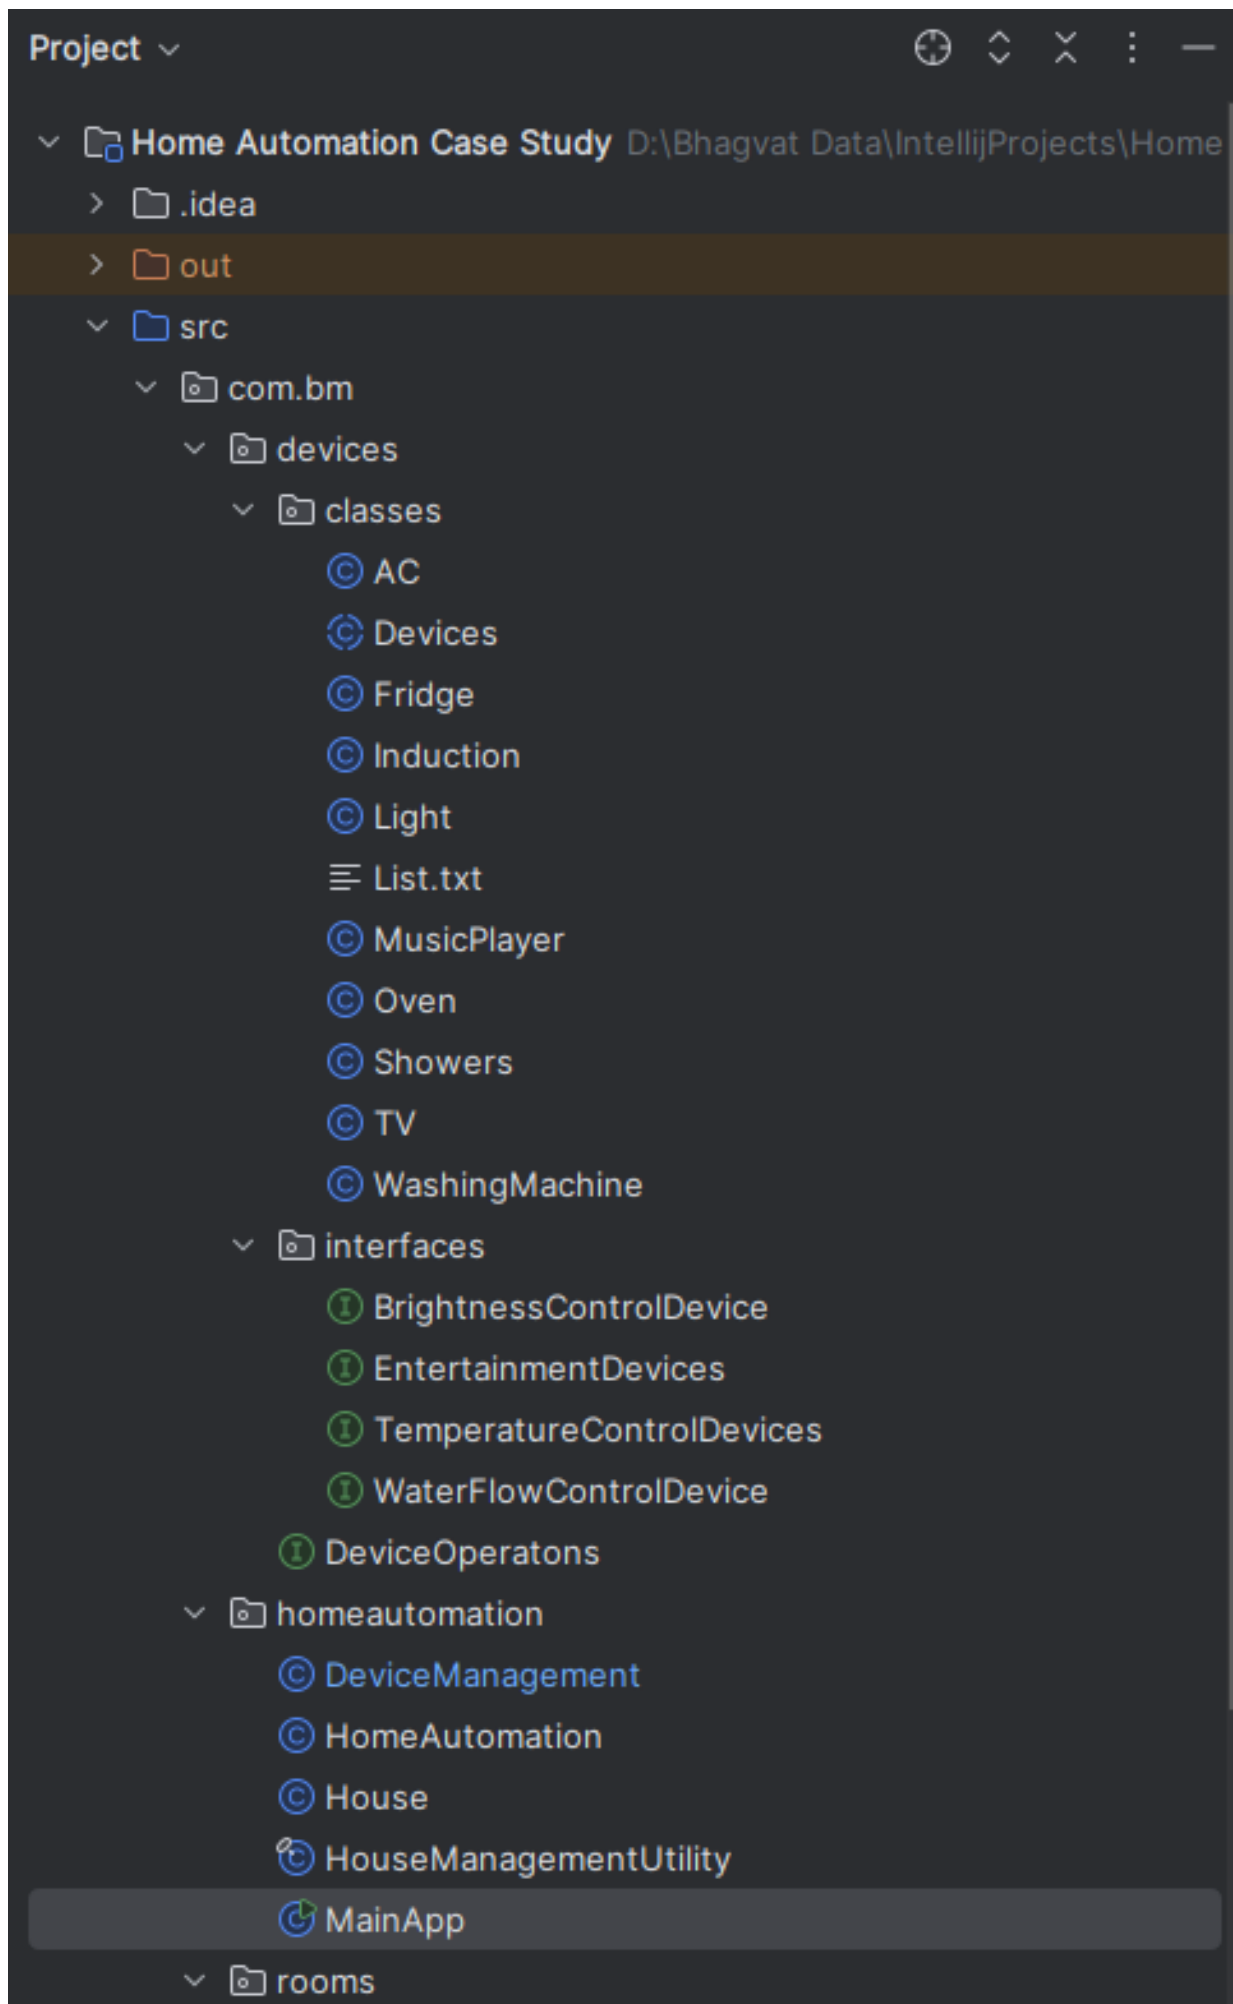 Project
Home Automation Case Study D:\Bhagvat Data\IntellijProjects\Home
.idea
out
src
com.bm
devices
classes
AC
Devices
Fridge
Induction
Light
List.txt
MusicPlayer
Oven
Showers
TV
WashingMachine
interfaces
BrightnessControlDevice
EntertainmentDevices
TemperatureControlDevices
WaterFlowControlDevice
DeviceOperatons
homeautomation
DeviceManagement
HomeAutomation
House
HouseManagementUtility
MainApp
rooms